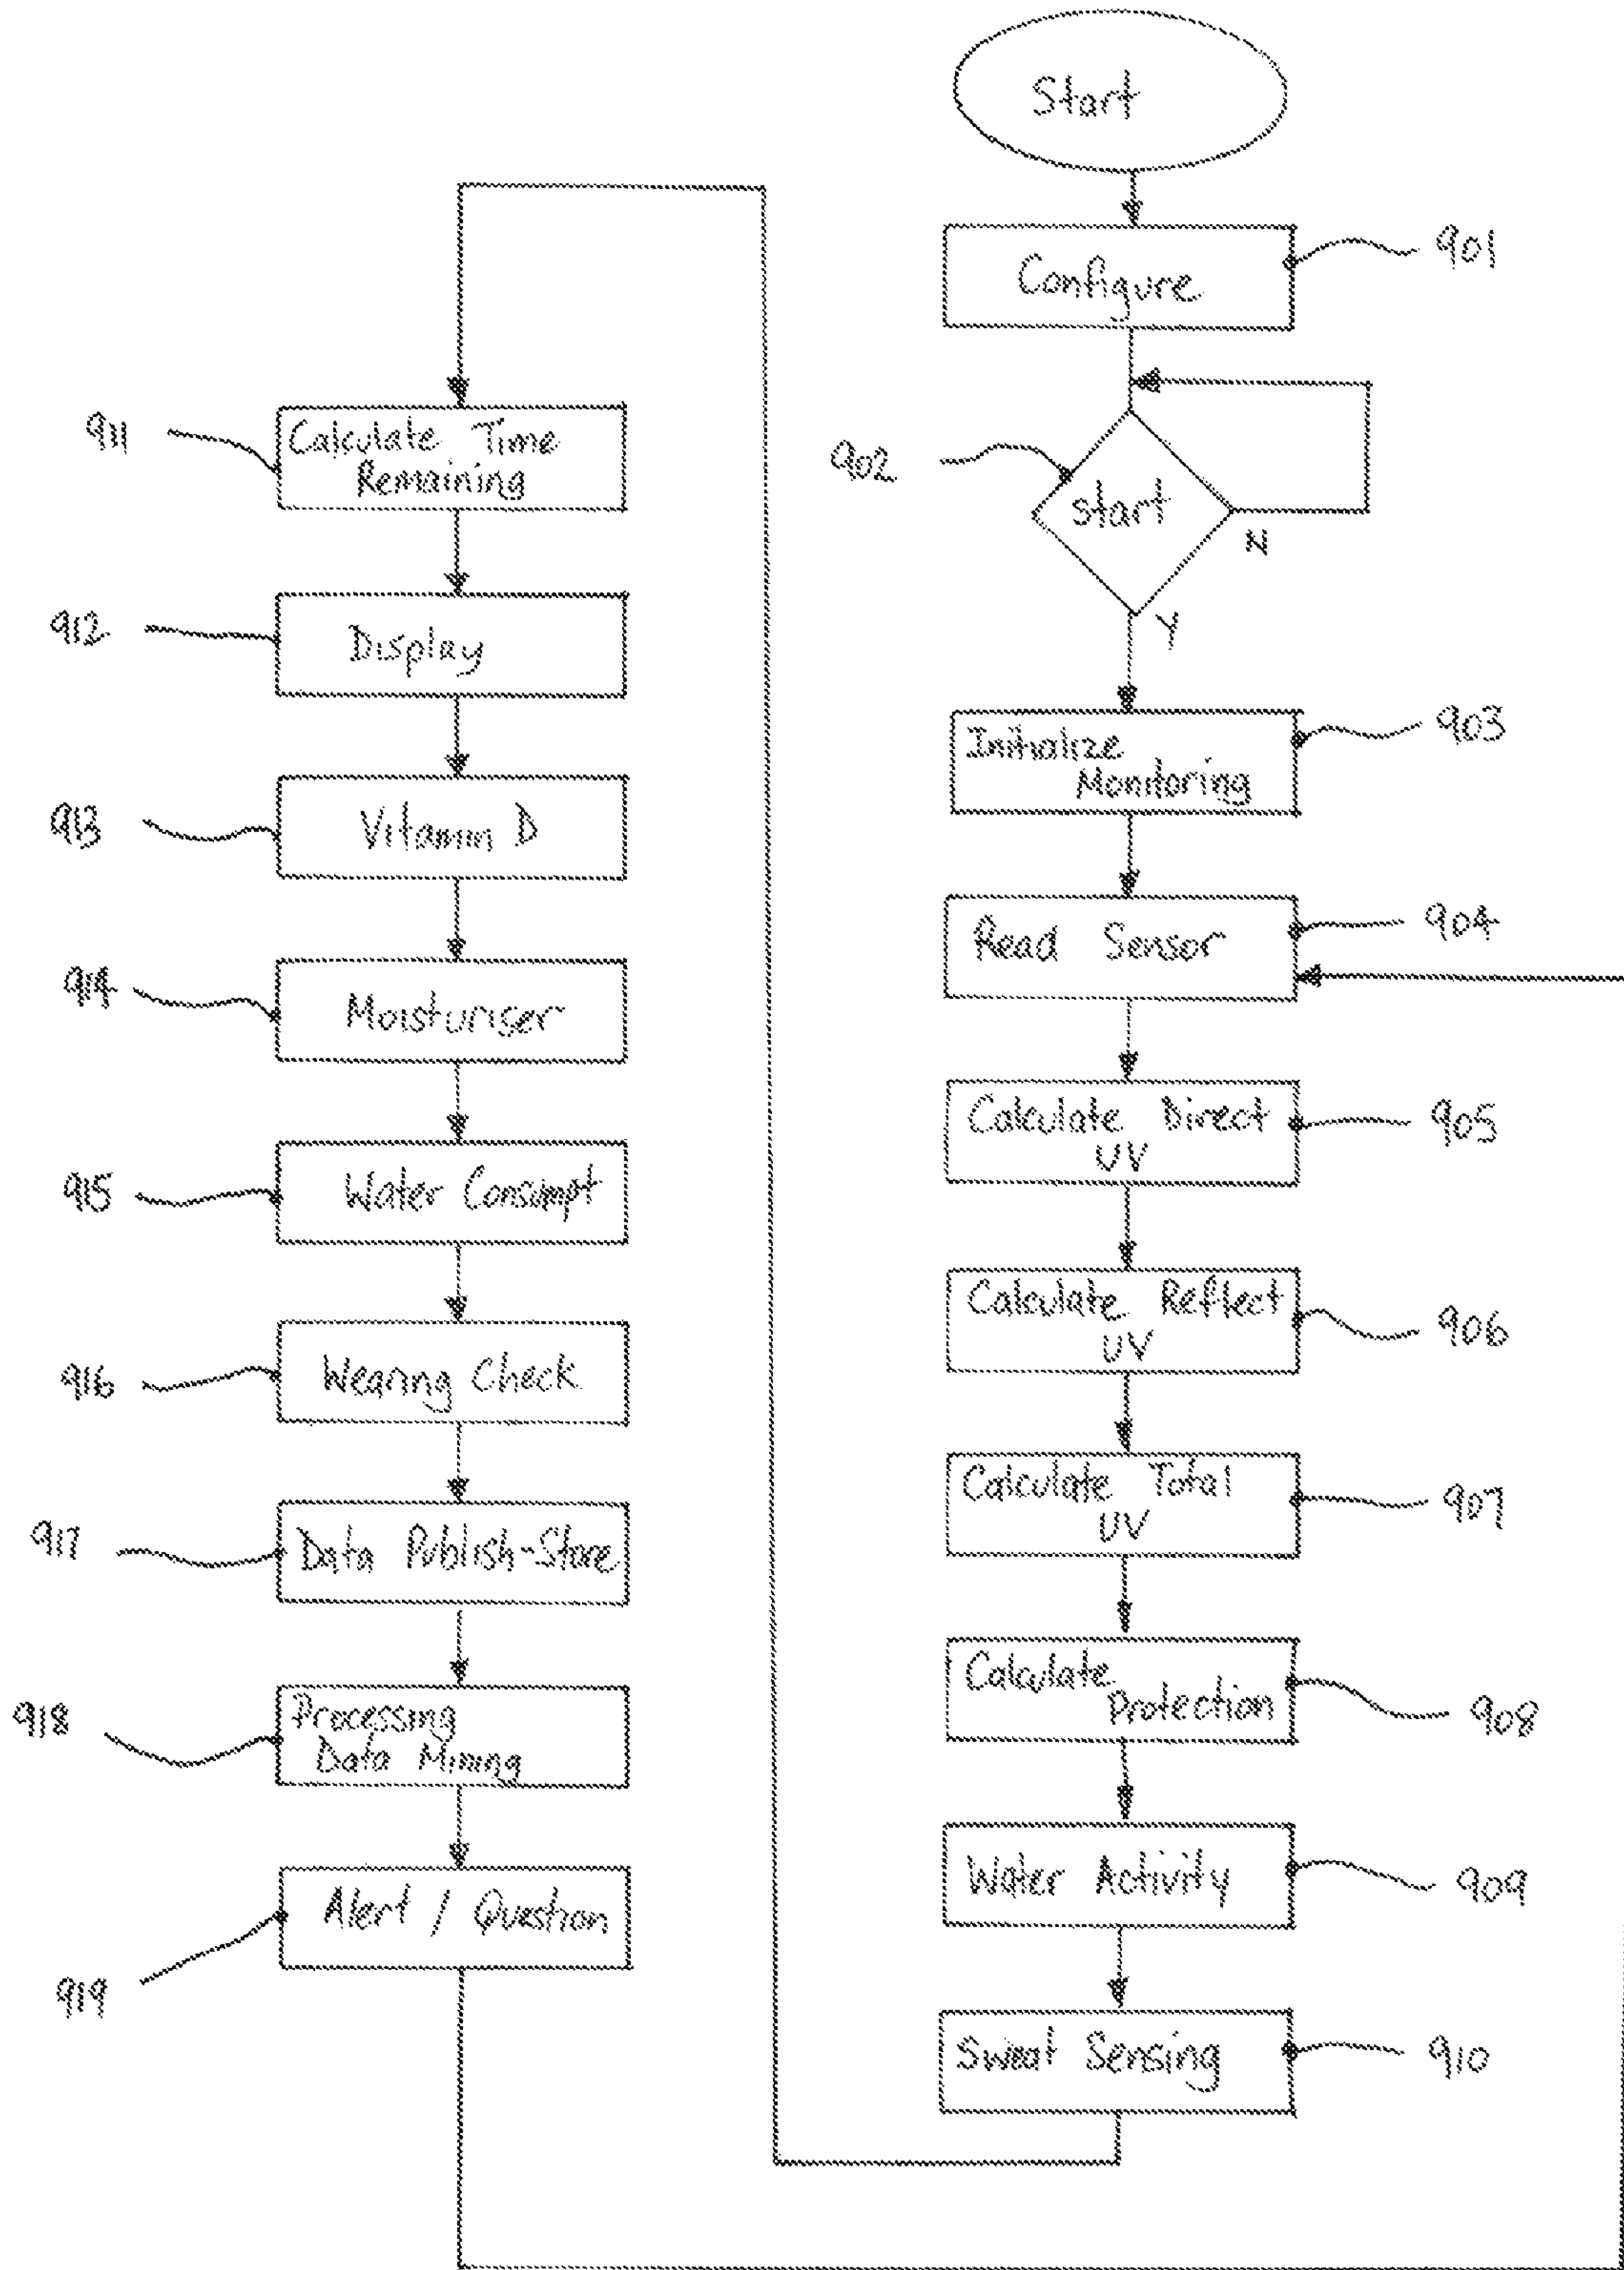 Start
Configure
901
902
start
N
Y
Initialize
Monitoring
903
Read Sensor
904
Calculate Direct
UV
905
Calculate Reflect
UV
906
Calculate Total
UV
907
Calculate
Protection
908
Water Activity
909
Sweat Sensing
910
911
Calculate Time
Remaining
912
Display
913
Vitamin D
914
Moisturiser
915
Water Consumpt
916
Wearing Check
917
Data Publish-Store
918
Processing
Data Mining
Alert / Question
919